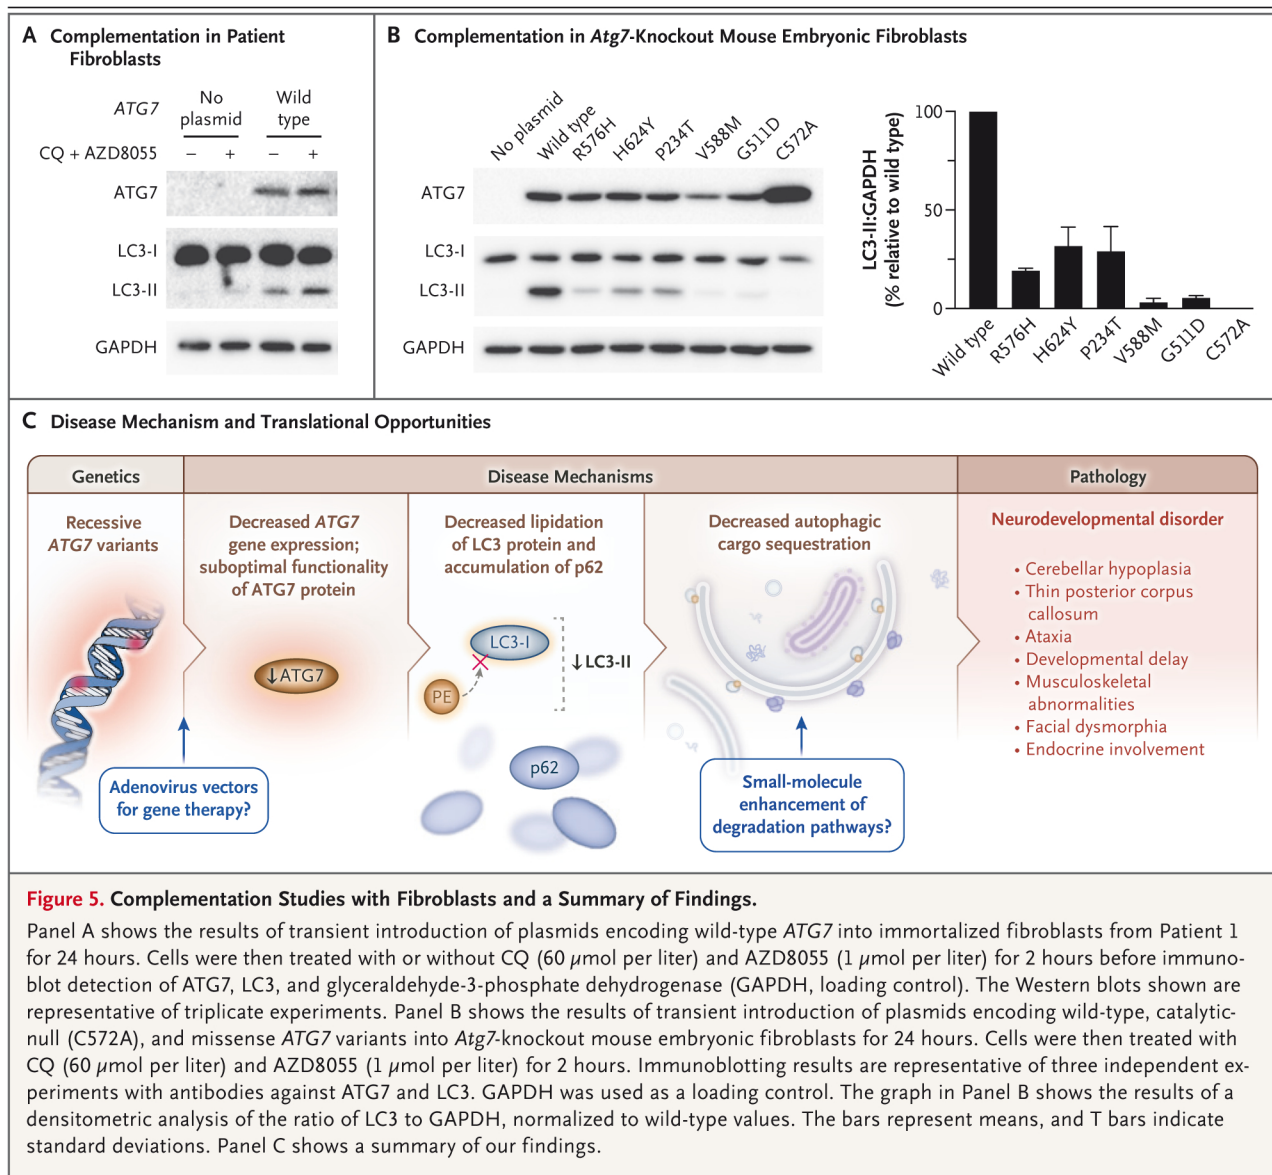 A Complementation in Patient
Fibroblasts
ATG7
No
plasmid
Wild
type
CQ + AZD8055 – + – +
ATG7
LC3-I
LC3-II
GAPDH
B Complementation in Atg7-Knockout Mouse Embryonic Fibroblasts
No plasmid
Wild type
R576H
H624Y
P234T
V588M
G511D
C572A
ATG7
LC3-I
LC3-II
GAPDH
LC3-II:GAPDH
(% relative to wild type)
100
50
0
Wild type
R576H
H624Y
P234T
V588M
G511D
C572A
C Disease Mechanism and Translational Opportunities
Genetics
Disease Mechanisms
Pathology
Recessive
ATG7 variants
Adenovirus vectors
for gene therapy?
Decreased ATG7
gene expression;
suboptimal functionality
of ATG7 protein
↓ATG7
Decreased lipidation
of LC3 protein and
accumulation of p62
LC3-I
PE
↓LC3-II
p62
Decreased autophagic
cargo sequestration
Small-molecule
enhancement of
degradation pathways?
Neurodevelopmental disorder
• Cerebellar hypoplasia
• Thin posterior corpus
callosum
• Ataxia
• Developmental delay
• Musculoskeletal
abnormalities
• Facial dysmorphia
• Endocrine involvement
Figure 5. Complementation Studies with Fibroblasts and a Summary of Findings.
Panel A shows the results of transient introduction of plasmids encoding wild-type ATG7 into immortalized fibroblasts from Patient 1
for 24 hours. Cells were then treated with or without CQ (60 μmol per liter) and AZD8055 (1 μmol per liter) for 2 hours before immuno-
blot detection of ATG7, LC3, and glyceraldehyde-3-phosphate dehydrogenase (GAPDH, loading control). The Western blots shown are
representative of triplicate experiments. Panel B shows the results of transient introduction of plasmids encoding wild-type, catalytic-
null (C572A), and missense ATG7 variants into Atg7-knockout mouse embryonic fibroblasts for 24 hours. Cells were then treated with
CQ (60 μmol per liter) and AZD8055 (1 μmol per liter) for 2 hours. Immunoblotting results are representative of three independent ex-
periments with antibodies against ATG7 and LC3. GAPDH was used as a loading control. The graph in Panel B shows the results of a
densitometric analysis of the ratio of LC3 to GAPDH, normalized to wild-type values. The bars represent means, and T bars indicate
standard deviations. Panel C shows a summary of our findings.